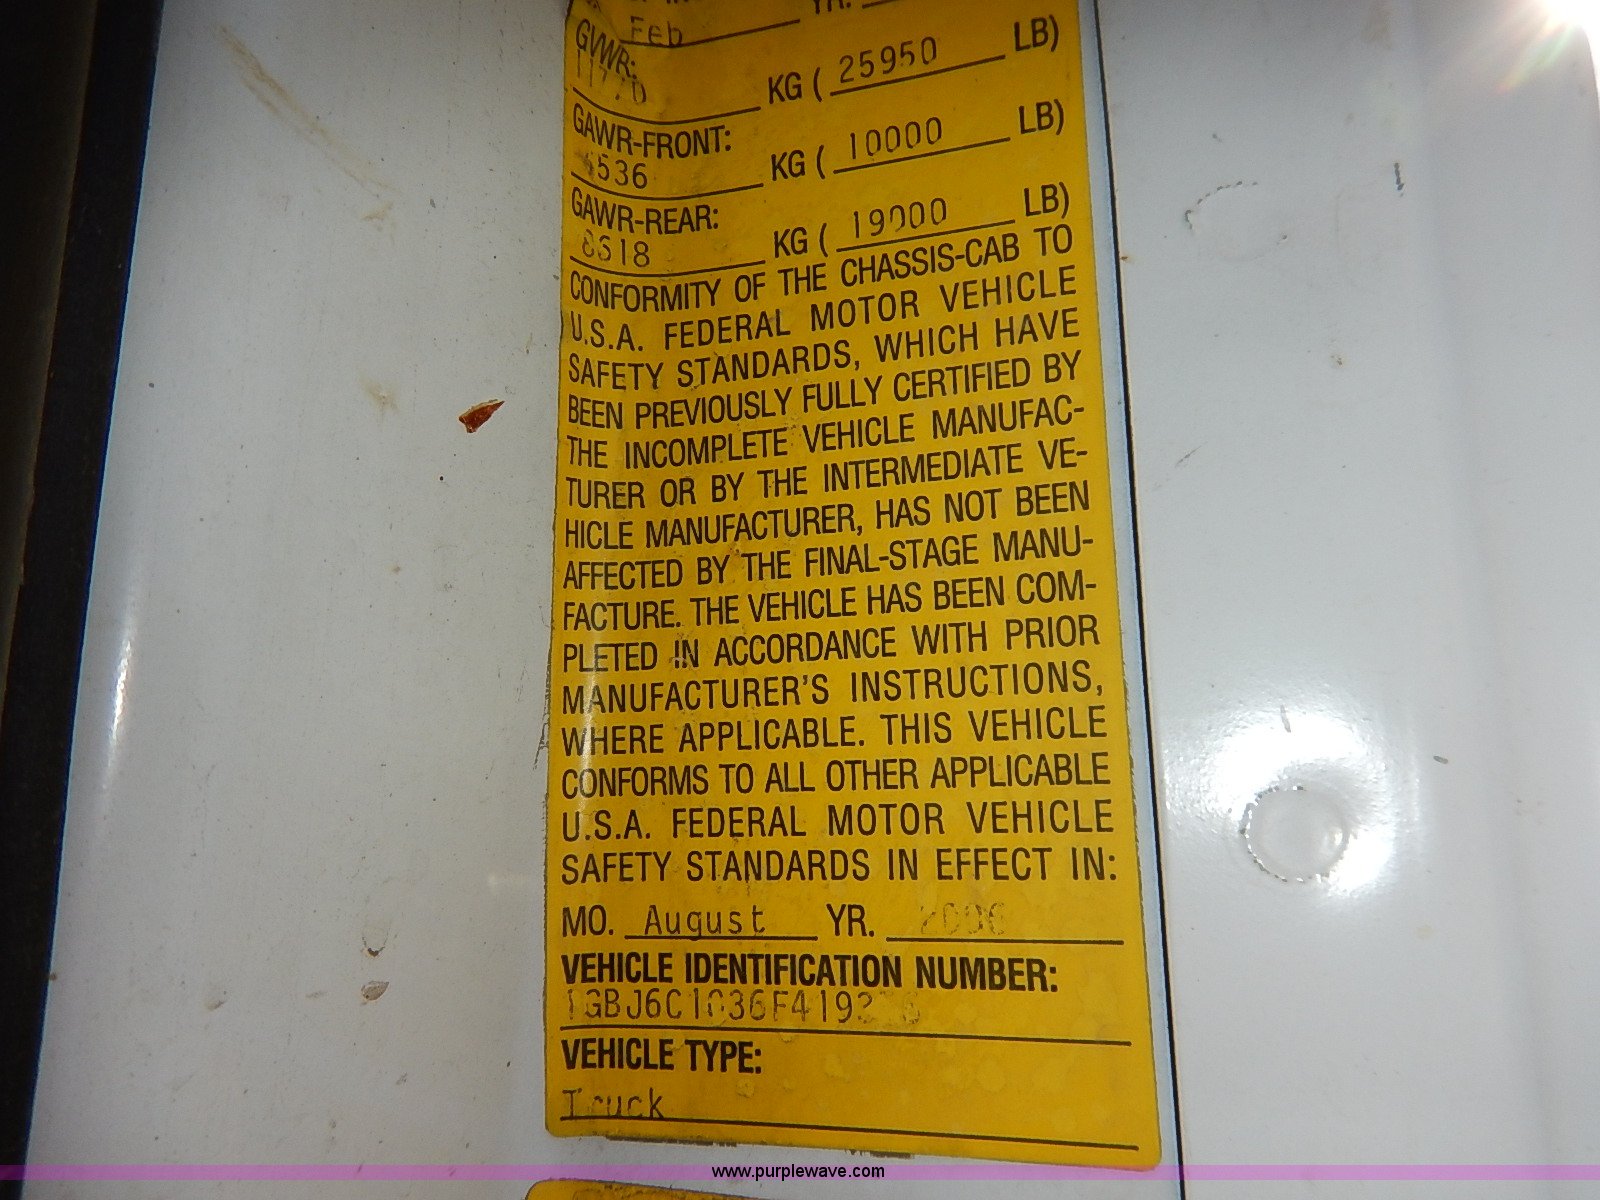 YR.
Feb
GVWR:
KG ( 25950 LB)
GAWR-FRONT:
4536 KG ( 10000 LB)
GAWR-REAR:
8618 KG ( 19000 LB)
CONFORMITY OF THE CHASSIS-CAB TO
U.S.A. FEDERAL MOTOR VEHICLE
SAFETY STANDARDS, WHICH HAVE
BEEN PREVIOUSLY FULLY CERTIFIED BY
THE INCOMPLETE VEHICLE MANUFAC-
TURER OR BY THE INTERMEDIATE VE-
HICLE MANUFACTURER, HAS NOT BEEN
AFFECTED BY THE FINAL-STAGE MANU-
FACTURE. THE VEHICLE HAS BEEN COM-
PLETED IN ACCORDANCE WITH PRIOR
MANUFACTURER'S INSTRUCTIONS,
WHERE APPLICABLE. THIS VEHICLE
CONFORMS TO ALL OTHER APPLICABLE
U.S.A. FEDERAL MOTOR VEHICLE
SAFETY STANDARDS IN EFFECT IN:
MO. August YR. 2006
VEHICLE IDENTIFICATION NUMBER:
VEHICLE TYPE:
Truck
www.purplewave.com